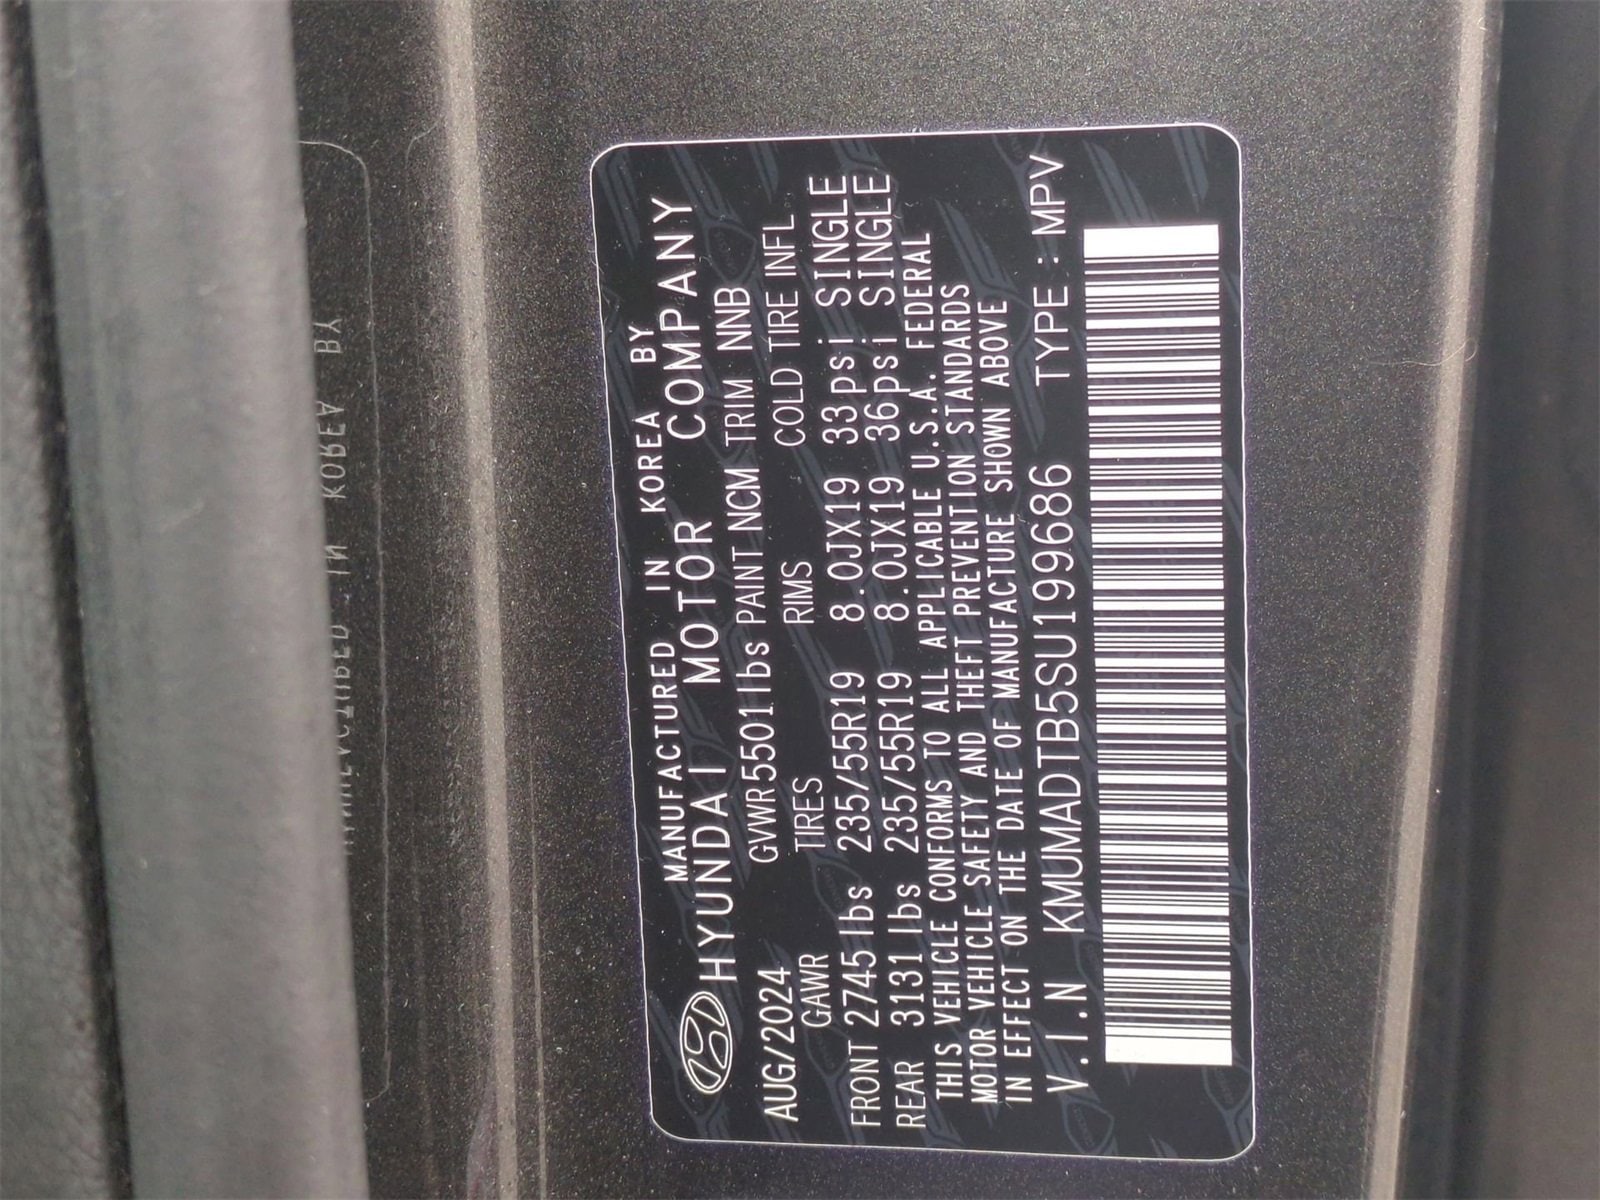 MANUFACTURED IN KOREA BY
HYUNDAI MOTOR COMPANY
AUG/2024 GVWR 5501lbs PAINT NCM TRIM NNB
GAWR TIRES RIMS COLD TIRE INFL
FRONT 2745lbs 235/55R19 8.0JX19 33psi SINGLE
REAR 3131lbs 235/55R19 8.0JX19 36psi SINGLE
THIS VEHICLE CONFORMS TO ALL APPLICABLE U.S.A. FEDERAL
MOTOR VEHICLE SAFETY AND THEFT PREVENTION STANDARDS
IN EFFECT ON THE DATE OF MANUFACTURE SHOWN ABOVE
V.I.N KMUMADTB5SU199686 TYPE : MPV